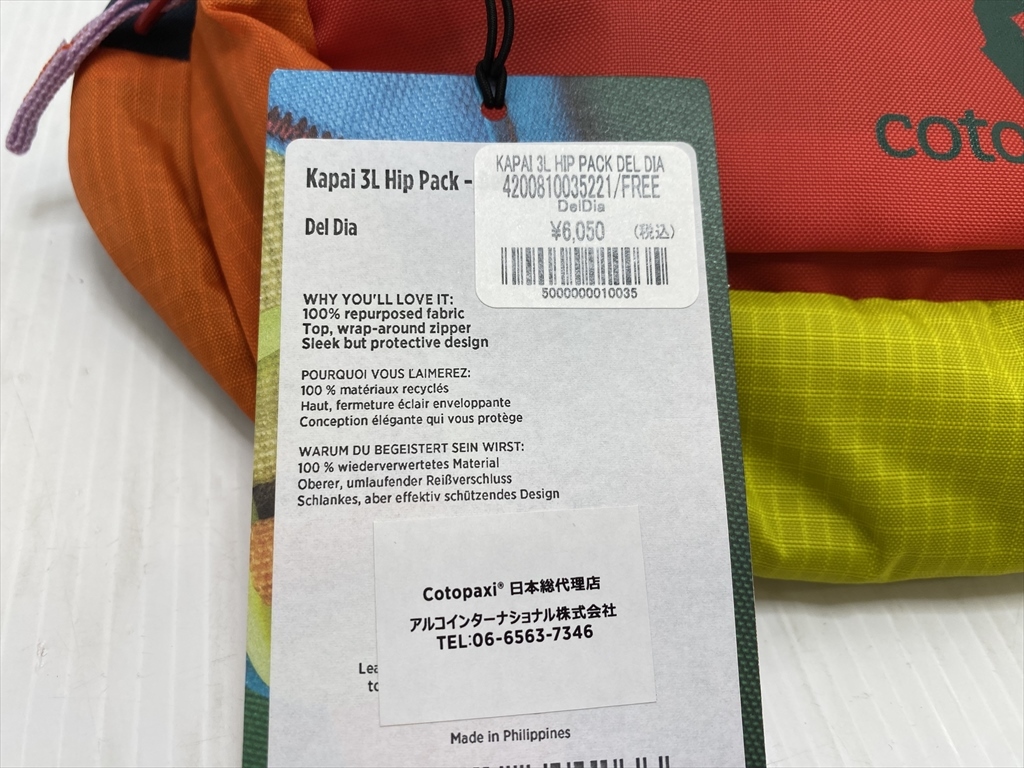 coto
Kapai 3L Hip Pack -
Del Dia
KAPAI 3L HIP PACK DEL DIA
4200810035221/FREE
DelDia
¥6,050 (税込)
5000000010035
WHY YOU'LL LOVE IT:
100% repurposed fabric
Top, wrap-around zipper
Sleek but protective design
POURQUOI VOUS L'AIMEREZ:
100 % matériaux recyclés
Haut, fermeture éclair enveloppante
Conception élégante qui vous protège
WARUM DU BEGEISTERT SEIN WIRST:
100 % wiederverwertetes Material
Oberer, umlaufender Reißverschluss
Schlankes, aber effektiv schützendes Design
Cotopaxi® 日本総代理店
アルコインターナショナル株式会社
TEL:06-6563-7346
Lea
to
Made in Philippines